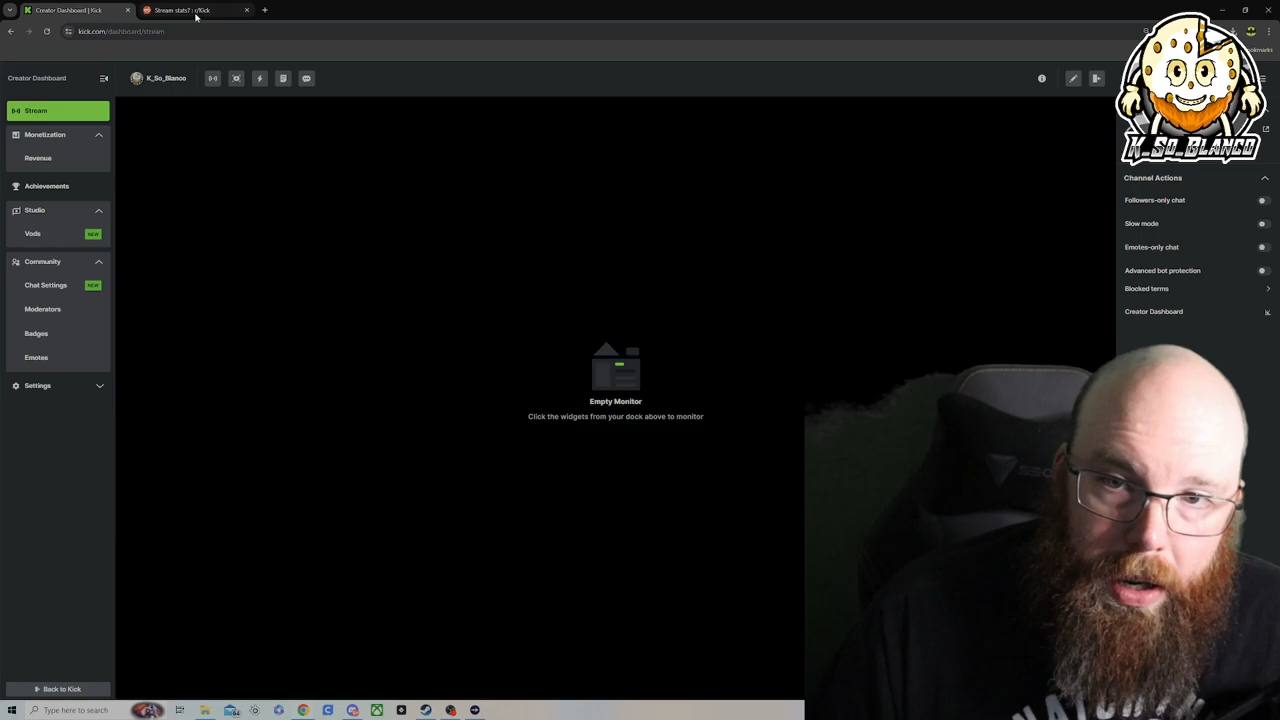 Creator Dashboard | Kick
Stream stats? : r/Kick
kick.com/dashboard/stream
Creator Dashboard
K_So_Blanco
K_So_Blanco
Stream
Monetization
Revenue
Achievements
Studio
Vods
NEW
Community
Chat Settings
NEW
Moderators
Badges
Emotes
Settings
Empty Monitor
Click the widgets from your dock above to monitor
Channel Actions
Followers-only chat
Slow mode
Emotes-only chat
Advanced bot protection
Blocked terms
Creator Dashboard
Back to Kick
Type here to search